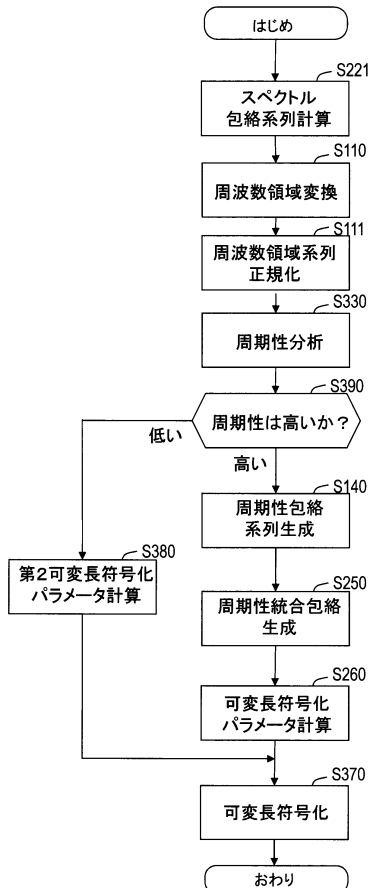 はじめ
S221
スペクトル
包絡系列計算
S110
周波数領域変換
S111
周波数領域系列
正規化
S330
周期性分析
S390
周期性は高いか？
低い
高い
S140
周期性包絡
系列生成
S380
第２可変長符号化
パラメータ計算
S250
周期性統合包絡
生成
S260
可変長符号化
パラメータ計算
S370
可変長符号化
おわり